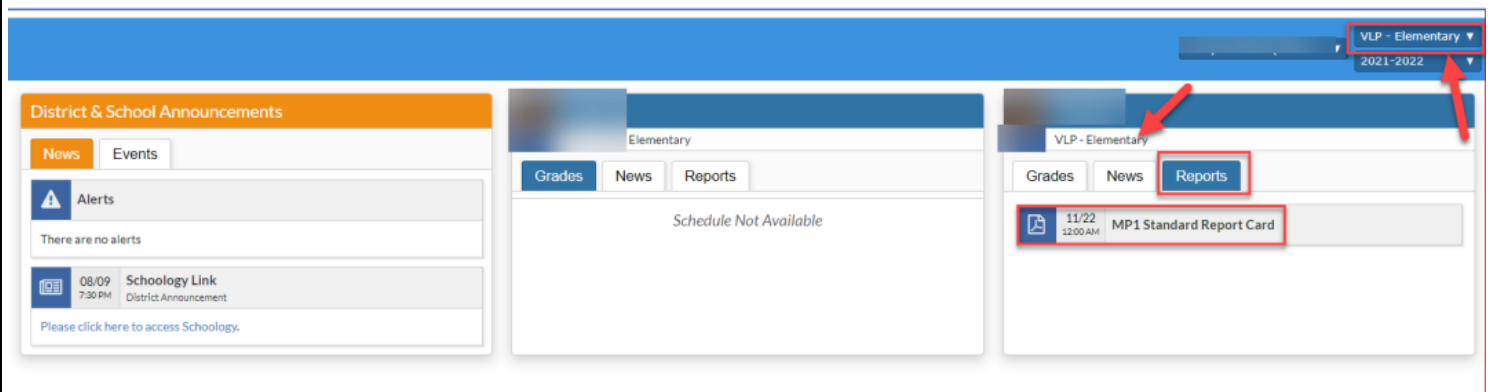 VLP - Elementary ▼
2021-2022 ▼
District & School Announcements
News Events
Alerts
There are no alerts
08/09 Schoology Link
7:30 PM District Announcement
Please click here to access Schoology.
Elementary
Grades News Reports
Schedule Not Available
VLP - Elementary
Grades News Reports
11/22 MP1 Standard Report Card
12:00 AM